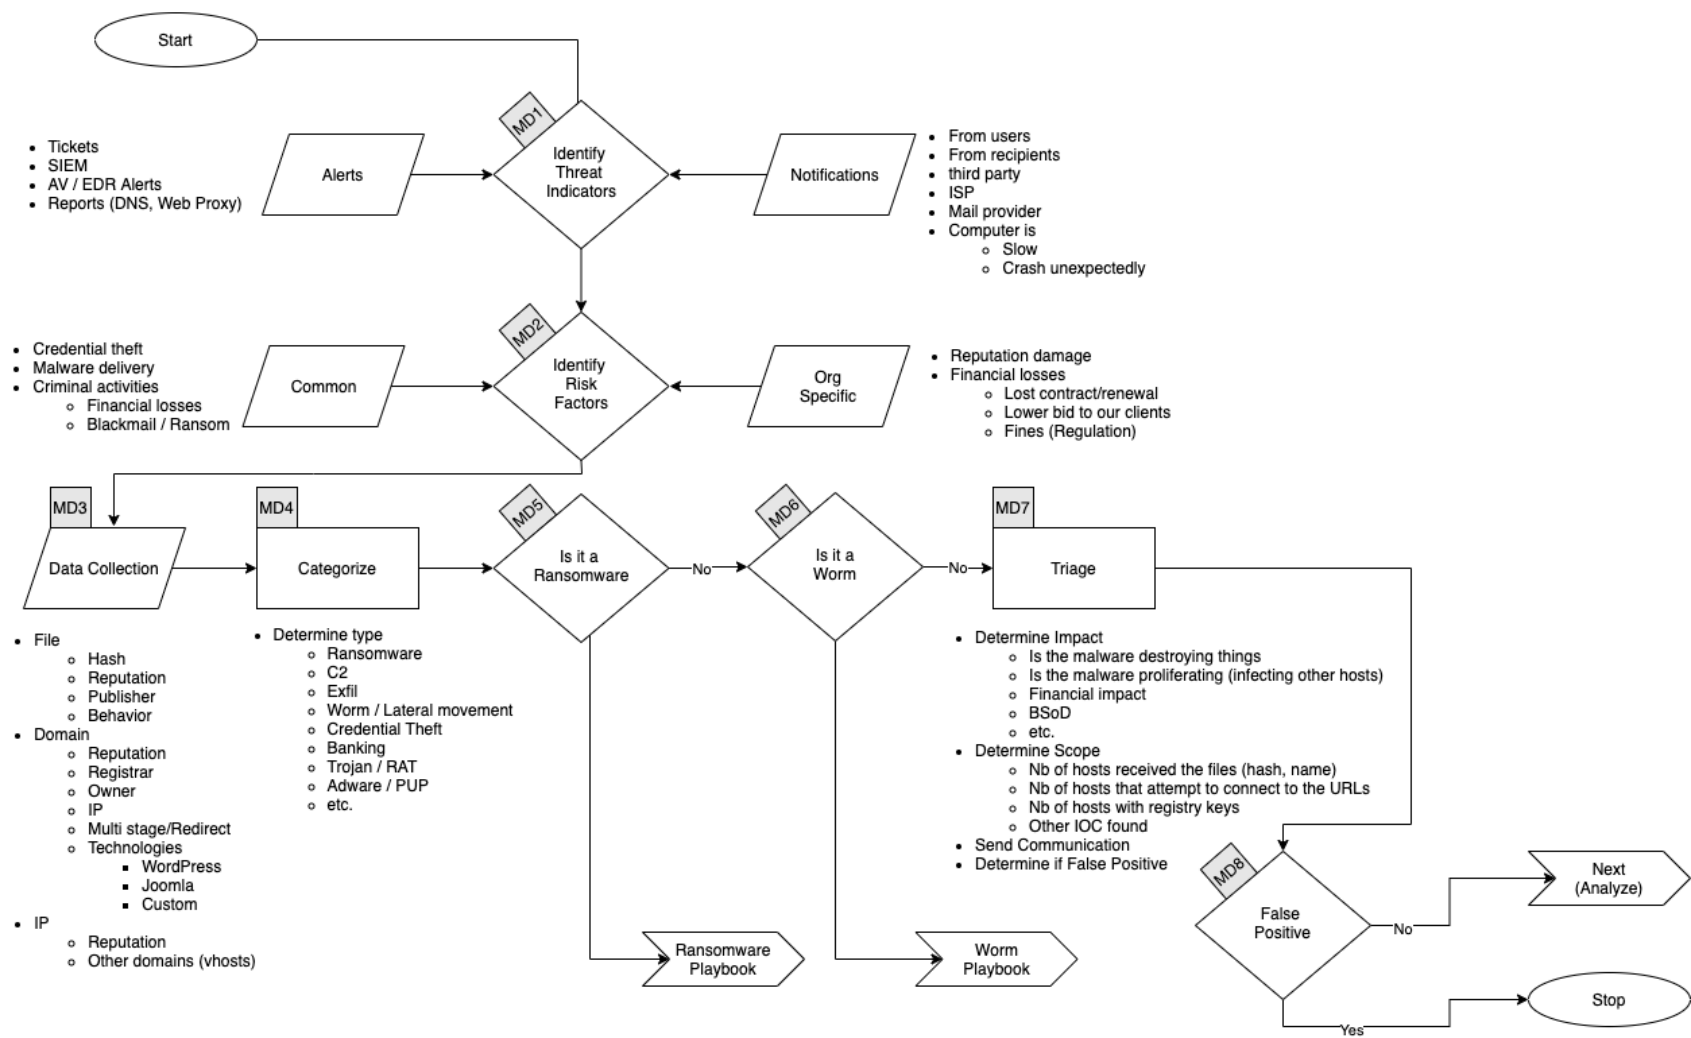 Start
MD1
Identify
Threat
Indicators
Alerts
• Tickets
• SIEM
• AV / EDR Alerts
• Reports (DNS, Web Proxy)
Notifications
• From users
• From recipients
• third party
• ISP
• Mail provider
• Computer is
○ Slow
○ Crash unexpectedly
MD2
Identify
Risk
Factors
Common
• Credential theft
• Malware delivery
• Criminal activities
○ Financial losses
○ Blackmail / Ransom
Org
Specific
• Reputation damage
• Financial losses
○ Lost contract/renewal
○ Lower bid to our clients
○ Fines (Regulation)
MD3
Data Collection
• File
○ Hash
○ Reputation
○ Publisher
○ Behavior
• Domain
○ Reputation
○ Registrar
○ Owner
○ IP
○ Multi stage/Redirect
○ Technologies
▪ WordPress
▪ Joomla
▪ Custom
• IP
○ Reputation
○ Other domains (vhosts)
MD4
Categorize
• Determine type
○ Ransomware
○ C2
○ Exfil
○ Worm / Lateral movement
○ Credential Theft
○ Banking
○ Trojan / RAT
○ Adware / PUP
○ etc.
MD5
Is it a
Ransomware
No
Ransomware
Playbook
MD6
Is it a
Worm
No
Worm
Playbook
MD7
Triage
• Determine Impact
○ Is the malware destroying things
○ Is the malware proliferating (infecting other hosts)
○ Financial impact
○ BSoD
○ etc.
• Determine Scope
○ Nb of hosts received the files (hash, name)
○ Nb of hosts that attempt to connect to the URLs
○ Nb of hosts with registry keys
○ Other IOC found
• Send Communication
• Determine if False Positive
MD8
False
Positive
No
Next
(Analyze)
Yes
Stop